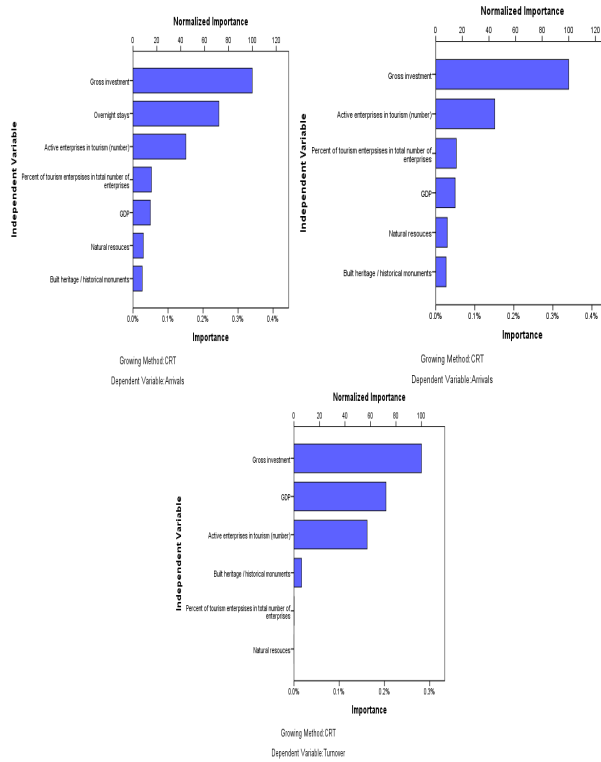 Normalized Importance
0 20 40 60 80 100 120
Independent Variable
Gross investment
Overnight stays
Active enterprises in tourism (number)
Percent of tourism enterpsises in total number of
enterprises
GDP
Natural resouces
Built heritage / historical monuments
0.0% 0.1% 0.2% 0.3% 0.4%
Importance
Growing Method:CRT
Dependent Variable:Arrivals
Normalized Importance
0 20 40 60 80 100 120
Independent Variable
Gross investment
Active enterprises in tourism (number)
Percent of tourism enterpsises in total number of
enterprises
GDP
Natural resouces
Built heritage / historical monuments
0.0% 0.1% 0.2% 0.3% 0.4%
Importance
Growing Method:CRT
Dependent Variable:Arrivals
Normalized Importance
0 20 40 60 80 100
Independent Variable
Gross investment
GDP
Active enterprises in tourism (number)
Built heritage / historical monuments
Percent of tourism enterpsises in total number of
enterprises
Natural resouces
0.0% 0.1% 0.2% 0.3%
Importance
Growing Method:CRT
Dependent Variable:Turnover